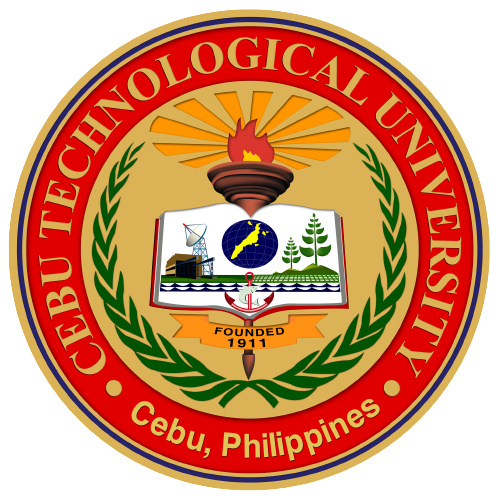 CEBU TECHNOLOGICAL UNIVERSITY
FOUNDED
1911
Cebu, Philippines